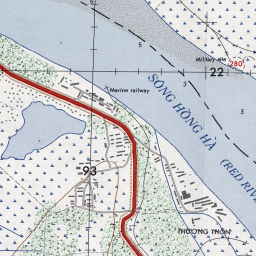 Military
280
22
Marine railway
SÔNG HỒNG HÀ
(RED RIVE
93
THƯỢNG THÔN